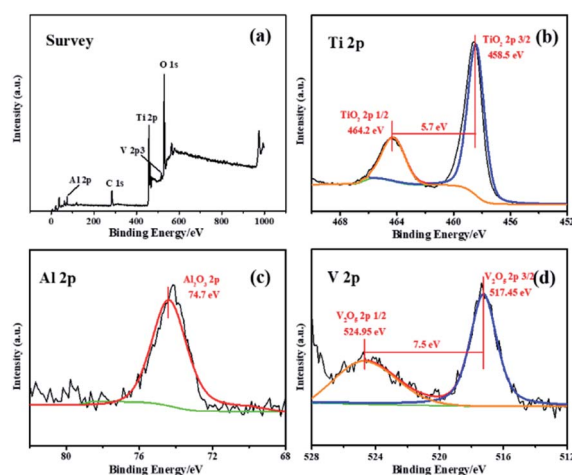 Survey
(a)
O 1s
Ti 2p
V 2p3
Al 2p
C 1s
Intensity (a.u.)
0 200 400 600 800 1000
Binding Energy/eV
Ti 2p
(b)
TiO2 2p 3/2
458.5 eV
TiO2 2p 1/2
464.2 eV
5.7 eV
Intensity (a.u.)
468 464 460 456 452
Binding Energy/eV
Al 2p
(c)
Al2O3 2p
74.7 eV
Intensity (a.u.)
80 76 72 68
Binding Energy/eV
V 2p
(d)
V2O5 2p 3/2
517.45 eV
V2O5 2p 1/2
524.95 eV
7.5 eV
Intensity (a.u.)
528 524 520 516 512
Binding Energy/eV